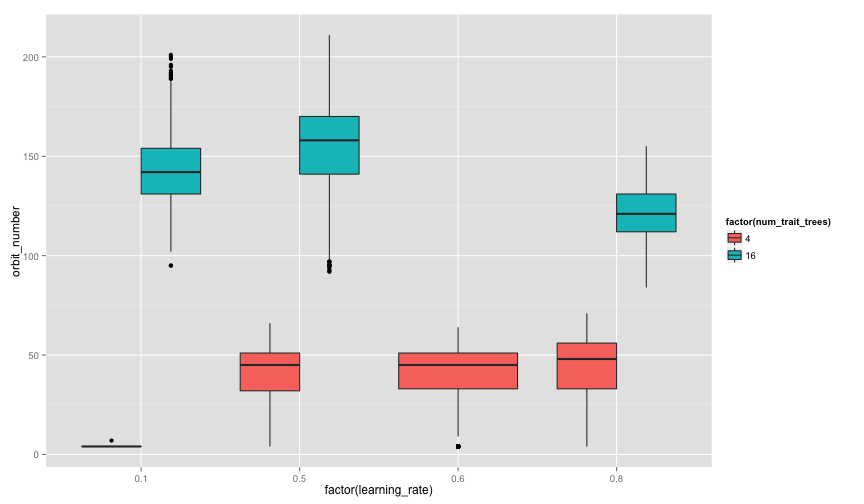 200
150
100
50
0
orbit_number
0.1 0.5 0.6 0.8
factor(learning_rate)
factor(num_trait_trees)
4
16